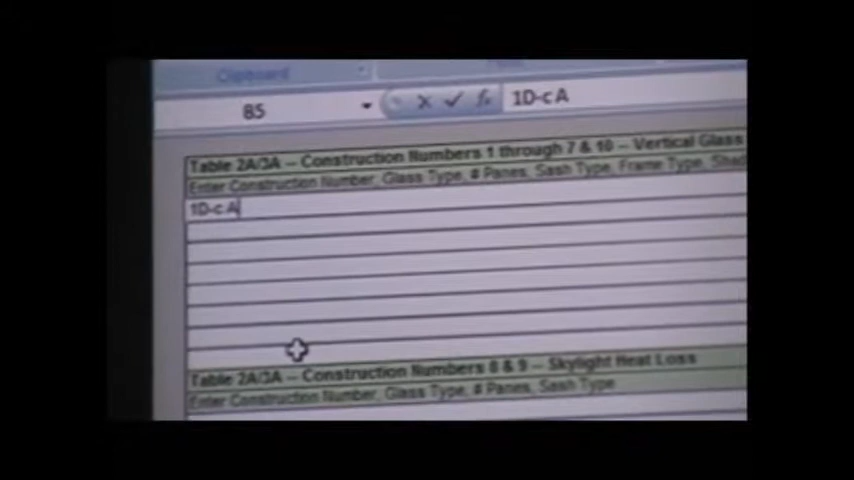 Clipboard
B5
1D-c A
Table 2A/3A -- Construction Numbers 1 through 7 & 10 -- Vertical Glass
Enter Construction Number, Glass Type, # Panes, Sash Type, Frame Type, Shad
1D-c A
Table 2A/3A -- Construction Numbers 8 & 9 -- Skylight Heat Loss
Enter Construction Number, Glass Type, # Panes, Sash Type